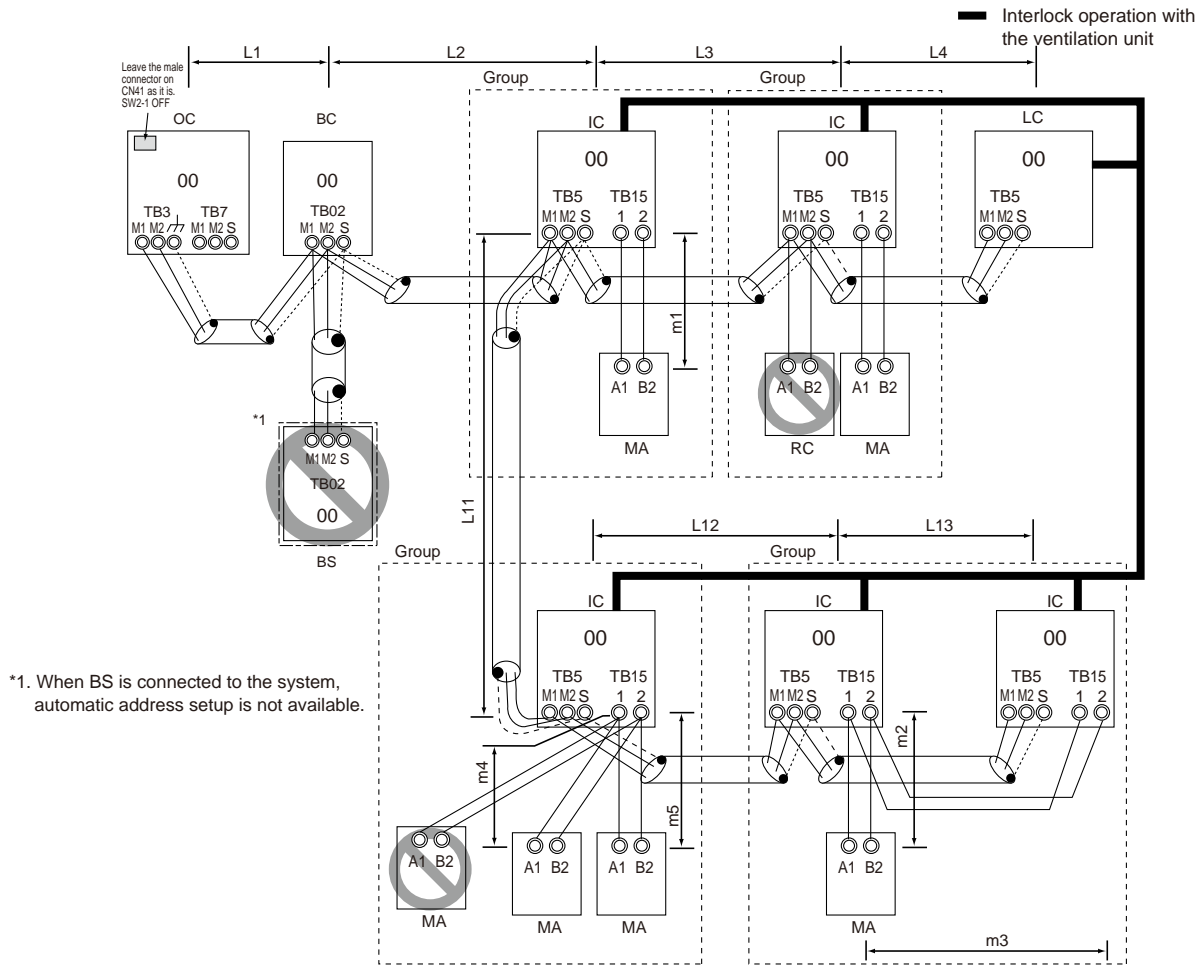 Interlock operation with
the ventilation unit
L1 L2 L3 L4
Leave the male
connector on
CN41 as it is.
SW2-1 OFF
Group Group
OC BC IC IC LC
00 00 00 00 00
TB3 TB7
M1 M2 M1 M2 S
TB02
M1 M2 S
TB5 TB15
M1 M2 S 1 2
TB5 TB15
M1 M2 S 1 2
TB5
M1 M2 S
m1
A1 B2
MA
A1 B2
RC
A1 B2
MA
*1
M1 M2 S
TB02
00
BS
L11
L12 L13
Group Group
IC IC IC
00 00 00
TB5 TB15
M1 M2 S 1 2
TB5 TB15
M1 M2 S 1 2
TB5 TB15
M1 M2 S 1 2
*1. When BS is connected to the system,
automatic address setup is not available.
m4 m5 m2
A1 B2
MA
A1 B2
MA
A1 B2
MA
A1 B2
MA
m3